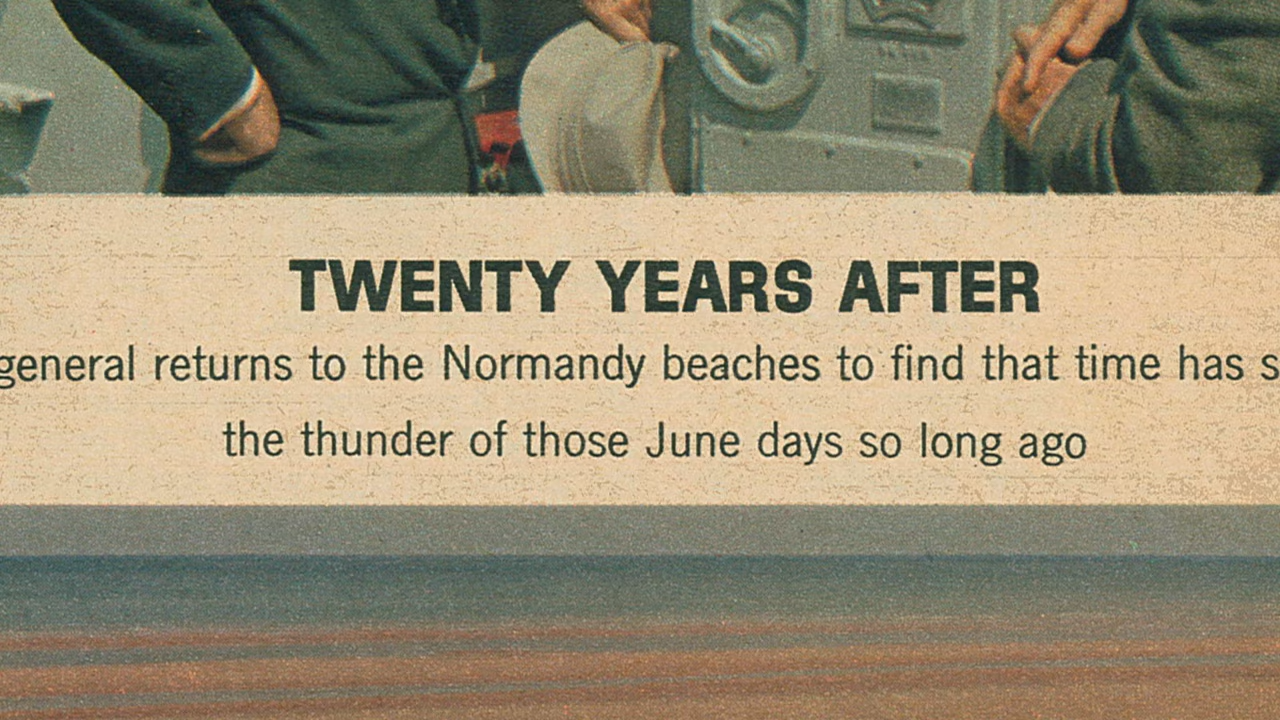 TWENTY YEARS AFTER
general returns to the Normandy beaches to find that time has s
the thunder of those June days so long ago